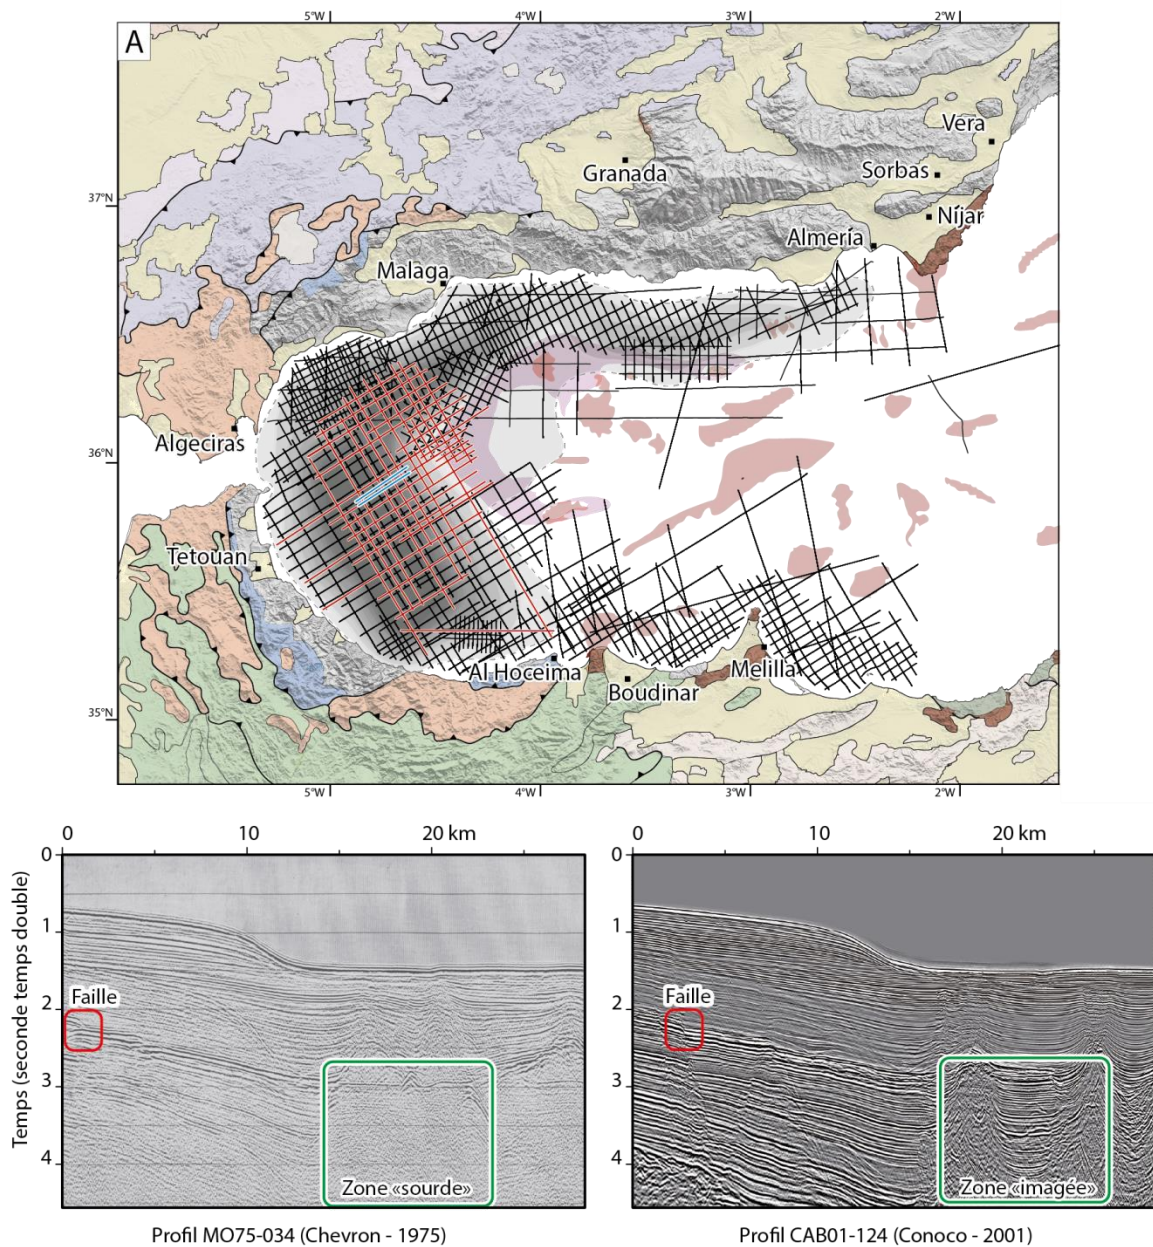 5°W 4°W 3°W 2°W
A
Vera
Granada
Sorbas
37°N
Níjar
Almería
Malaga
Algeciras
36°N
Tetouan
Al Hoceima
Melilla
Boudinar
35°N
5°W 4°W 3°W 2°W
0 10 20 km
0 10 20 km
0
0
1
1
2
2
Faille
Faille
3
3
4
4
Temps (seconde temps double)
Zone «sourde»
Zone «imagée»
Profil MO75-034 (Chevron - 1975)
Profil CAB01-124 (Conoco - 2001)